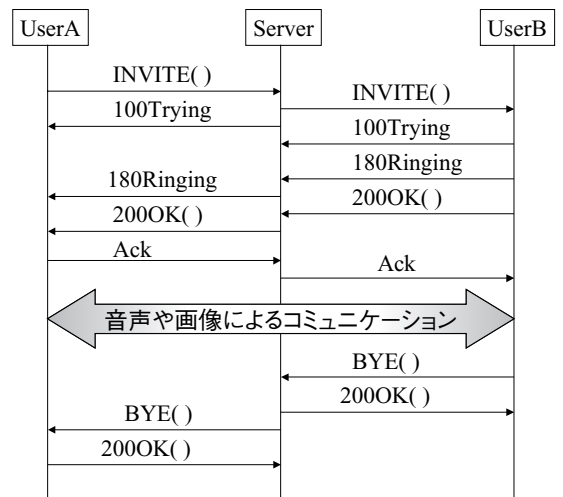 UserA
Server
UserB
INVITE( )
INVITE( )
100Trying
100Trying
180Ringing
180Ringing
200OK( )
200OK( )
Ack
Ack
音声や画像によるコミュニケーション
BYE( )
200OK( )
BYE( )
200OK( )